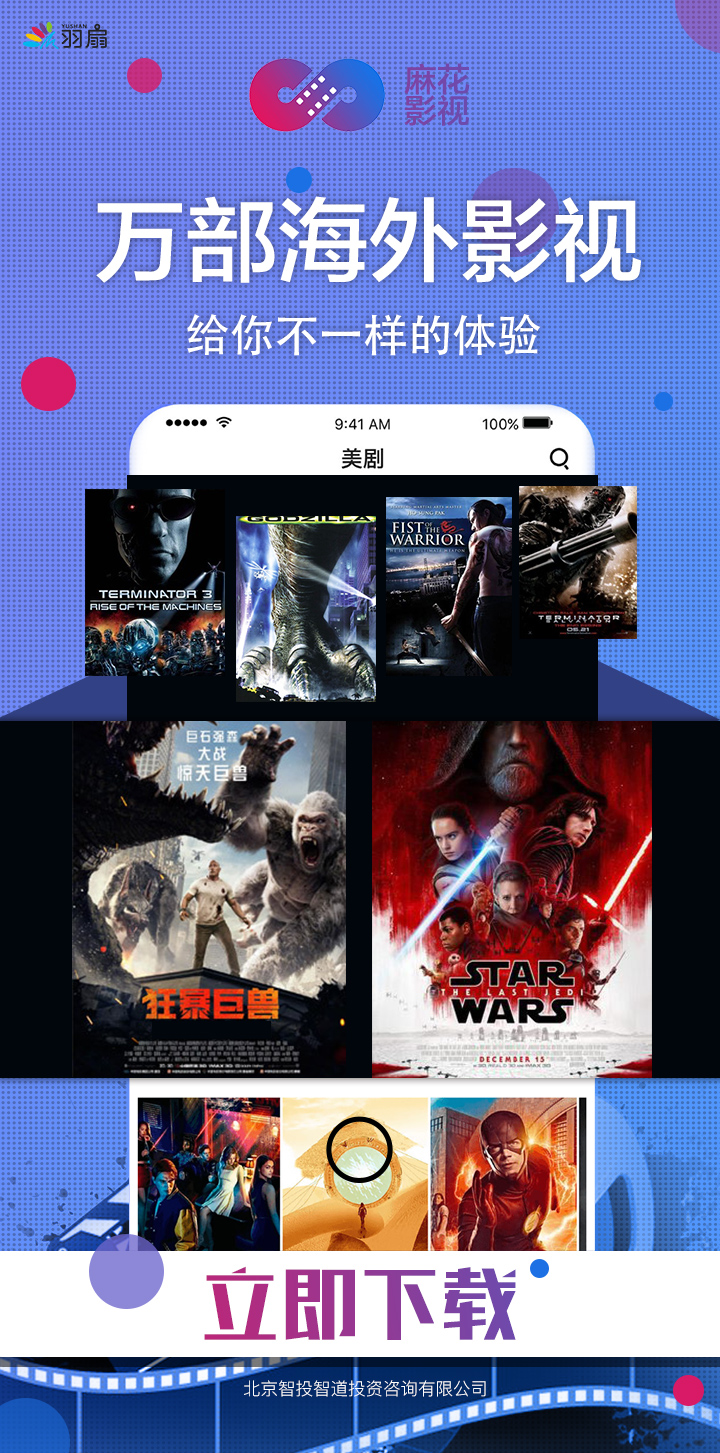 YUSHAN
羽扇
麻花
影视
万部海外影视
给你不一样的体验
9:41 AM
100%
美剧
TERMINATOR 3
RISE OF THE MACHINES
GODZILLA
FIST OF THE
WARRIOR
TERMINATOR
SALVATION
05.21
巨石强森
大战
惊天巨兽
狂暴巨兽
STAR
THE LAST JEDI
WARS
DECEMBER 15
立即下载
北京智投智道投资咨询有限公司